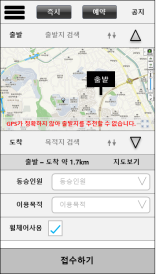 즉시 예약 공지
출발 출발지 검색
출발
GPS가 정확하지 않아 출발지를 추천할 수 없습니다.
도착 목적지 검색
출발 ~ 도착 약 1.7km 지도보기
동승인원 동승인원
이용목적 이용목적
휠체어사용
접수하기